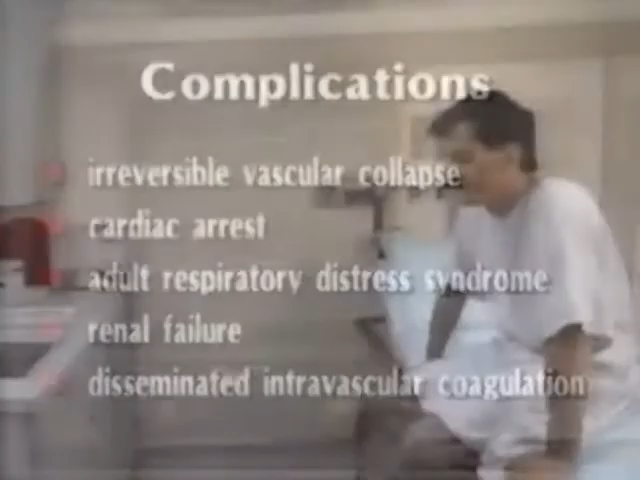 Complications
irreversible vascular collapse
cardiac arrest
adult respiratory distress syndrome
renal failure
disseminated intravascular coagulation